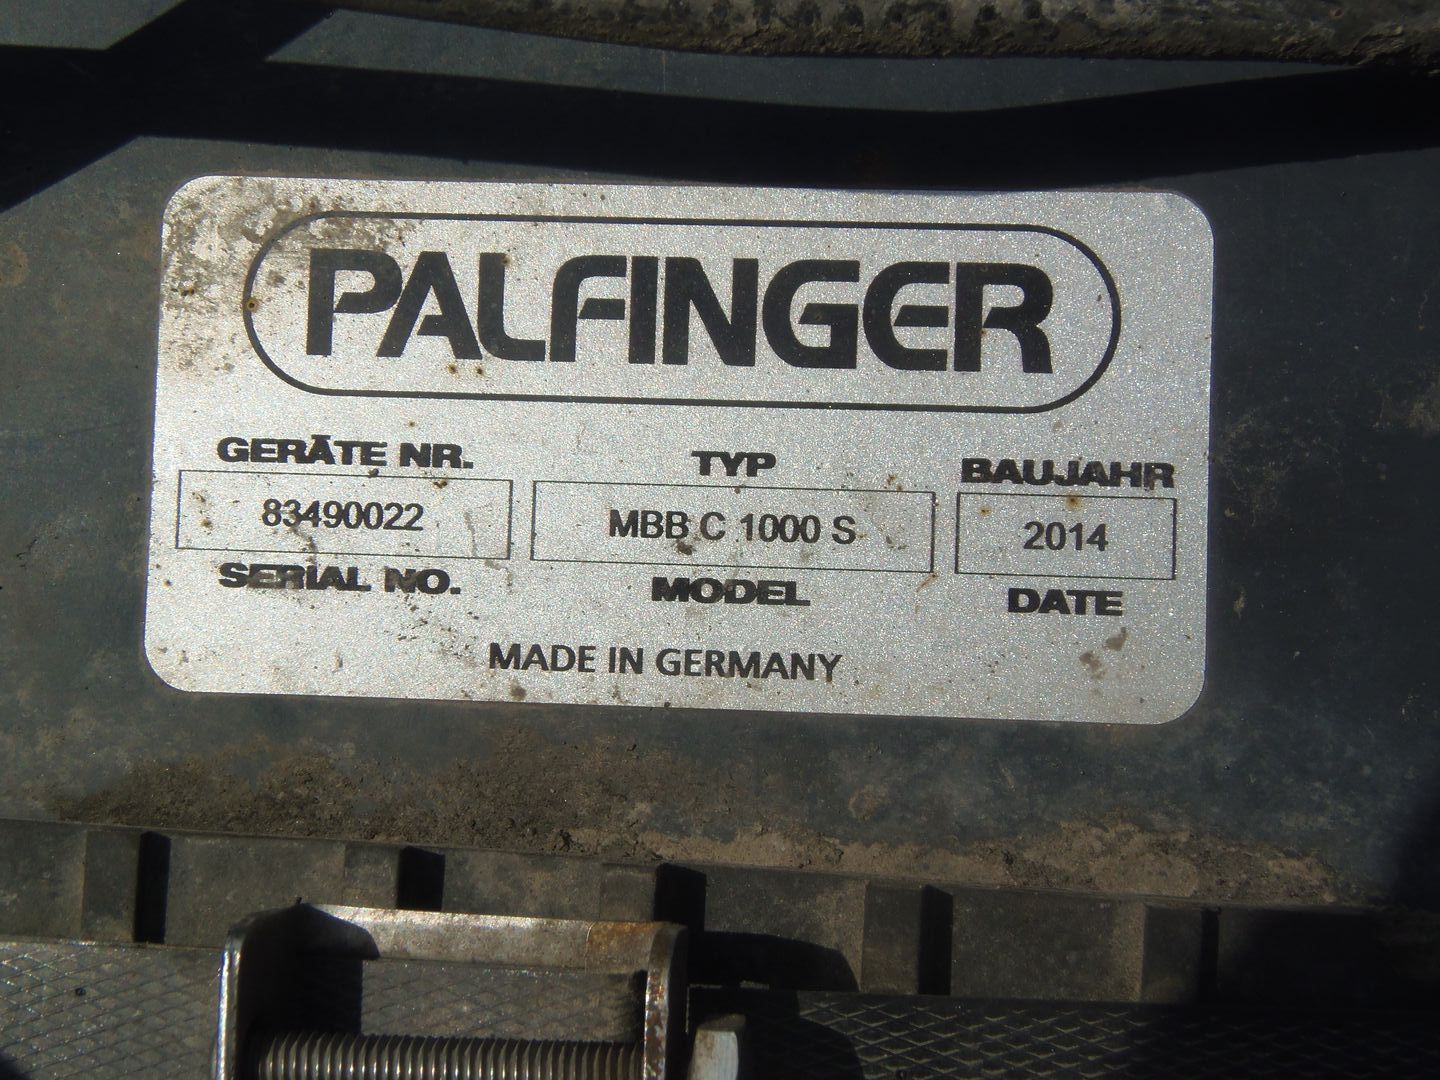 PALFINGER
GERÄTE NR. TYP BAUJAHR
83490022 MBB C 1000 S 2014
SERIAL NO. MODEL DATE
MADE IN GERMANY